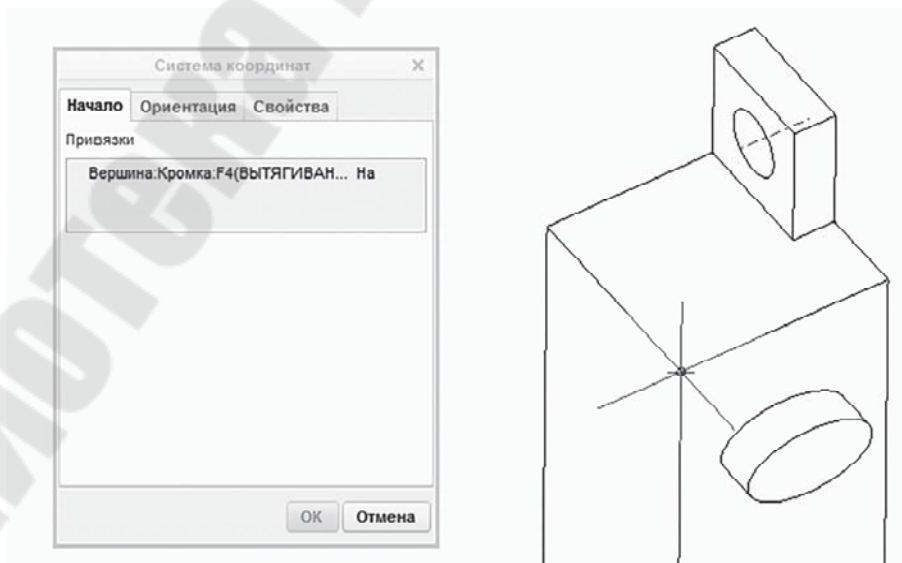 Система координат
Начало Ориентация Свойства
Привязки
Вершина:Кромка:F4(ВЫТЯГИВАН... На
OK Отмена